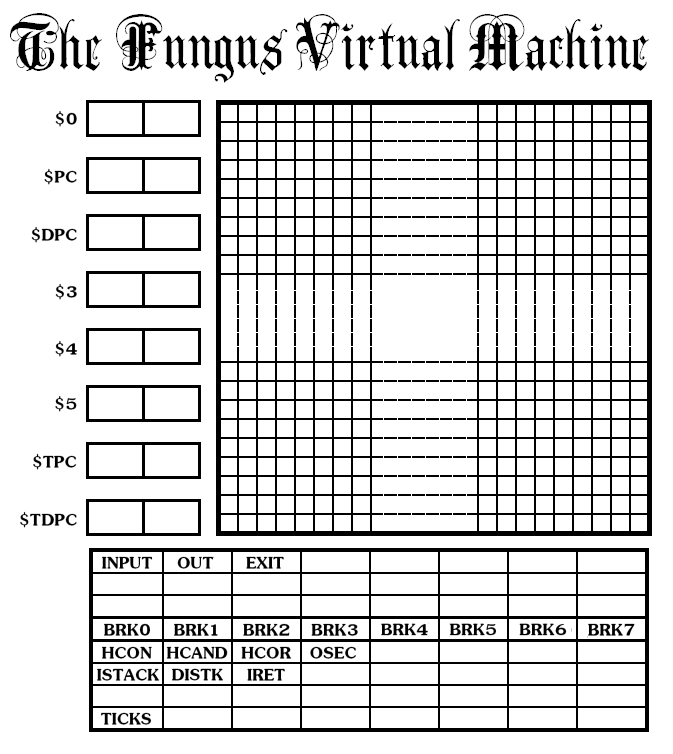 The Fungus Virtual Machine
$0
$PC
$DPC
$3
$4
$5
$TPC
$TDPC
INPUT OUT EXIT
BRK0 BRK1 BRK2 BRK3 BRK4 BRK5 BRK6 BRK7
HCON HCAND HCOR OSEC
ISTACK DISTK IRET
TICKS